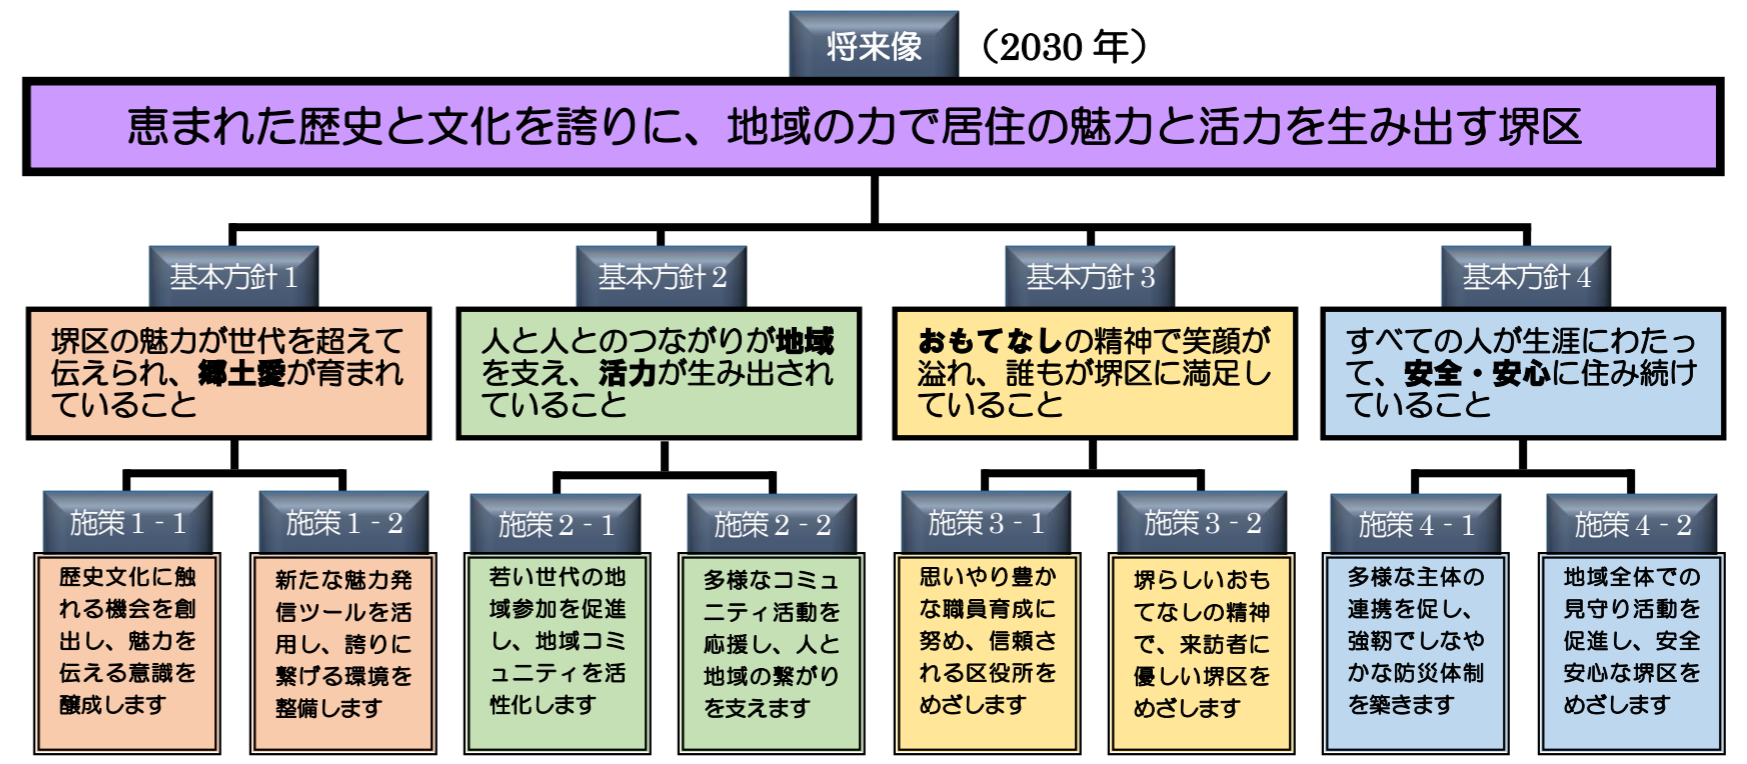 将来像 （2030 年）
恵まれた歴史と文化を誇りに、地域の力で居住の魅力と活力を生み出す堺区
基本方針 1
堺区の魅力が世代を超えて
伝えられ、郷土愛が育まれ
ていること
基本方針 2
人と人とのつながりが地域
を支え、活力が生み出され
ていること
基本方針 3
おもてなしの精神で笑顔が
溢れ、誰もが堺区に満足し
ていること
基本方針 4
すべての人が生涯にわたっ
て、安全・安心に住み続け
ていること
施策 1 - 1
歴史文化に触
れる機会を創
出し、魅力を
伝える意識を
醸成します
施策 1 - 2
新たな魅力発
信ツールを活
用し、誇りに
繋げる環境を
整備します
施策 2 - 1
若い世代の地
域参加を促進
し、地域コミ
ュニティを活
性化します
施策 2 - 2
多様なコミュ
ニティ活動を
応援し、人と
地域の繋がり
を支えます
施策 3 - 1
思いやり豊か
な職員育成に
努め、信頼さ
れる区役所を
めざします
施策 3 - 2
堺らしいおも
てなしの精神
で、来訪者に
優しい堺区を
めざします
施策 4 - 1
多様な主体の
連携を促し、
強靭でしなや
かな防災体制
を築きます
施策 4 - 2
地域全体での
見守り活動を
促進し、安全
安心な堺区を
めざします